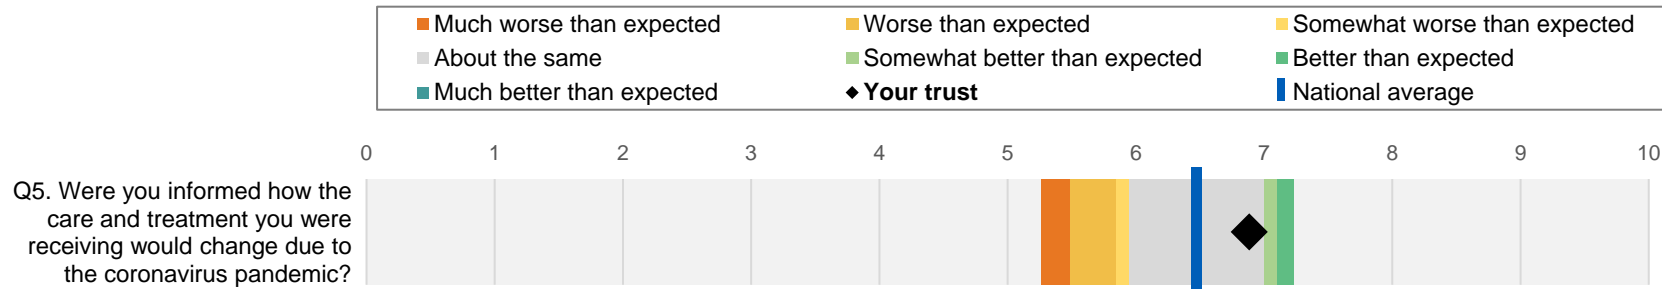 Much worse than expected
Worse than expected
Somewhat worse than expected
About the same
Somewhat better than expected
Better than expected
Much better than expected
Your trust
National average
0 1 2 3 4 5 6 7 8 9 10
Q5. Were you informed how the
care and treatment you were
receiving would change due to
the coronavirus pandemic?